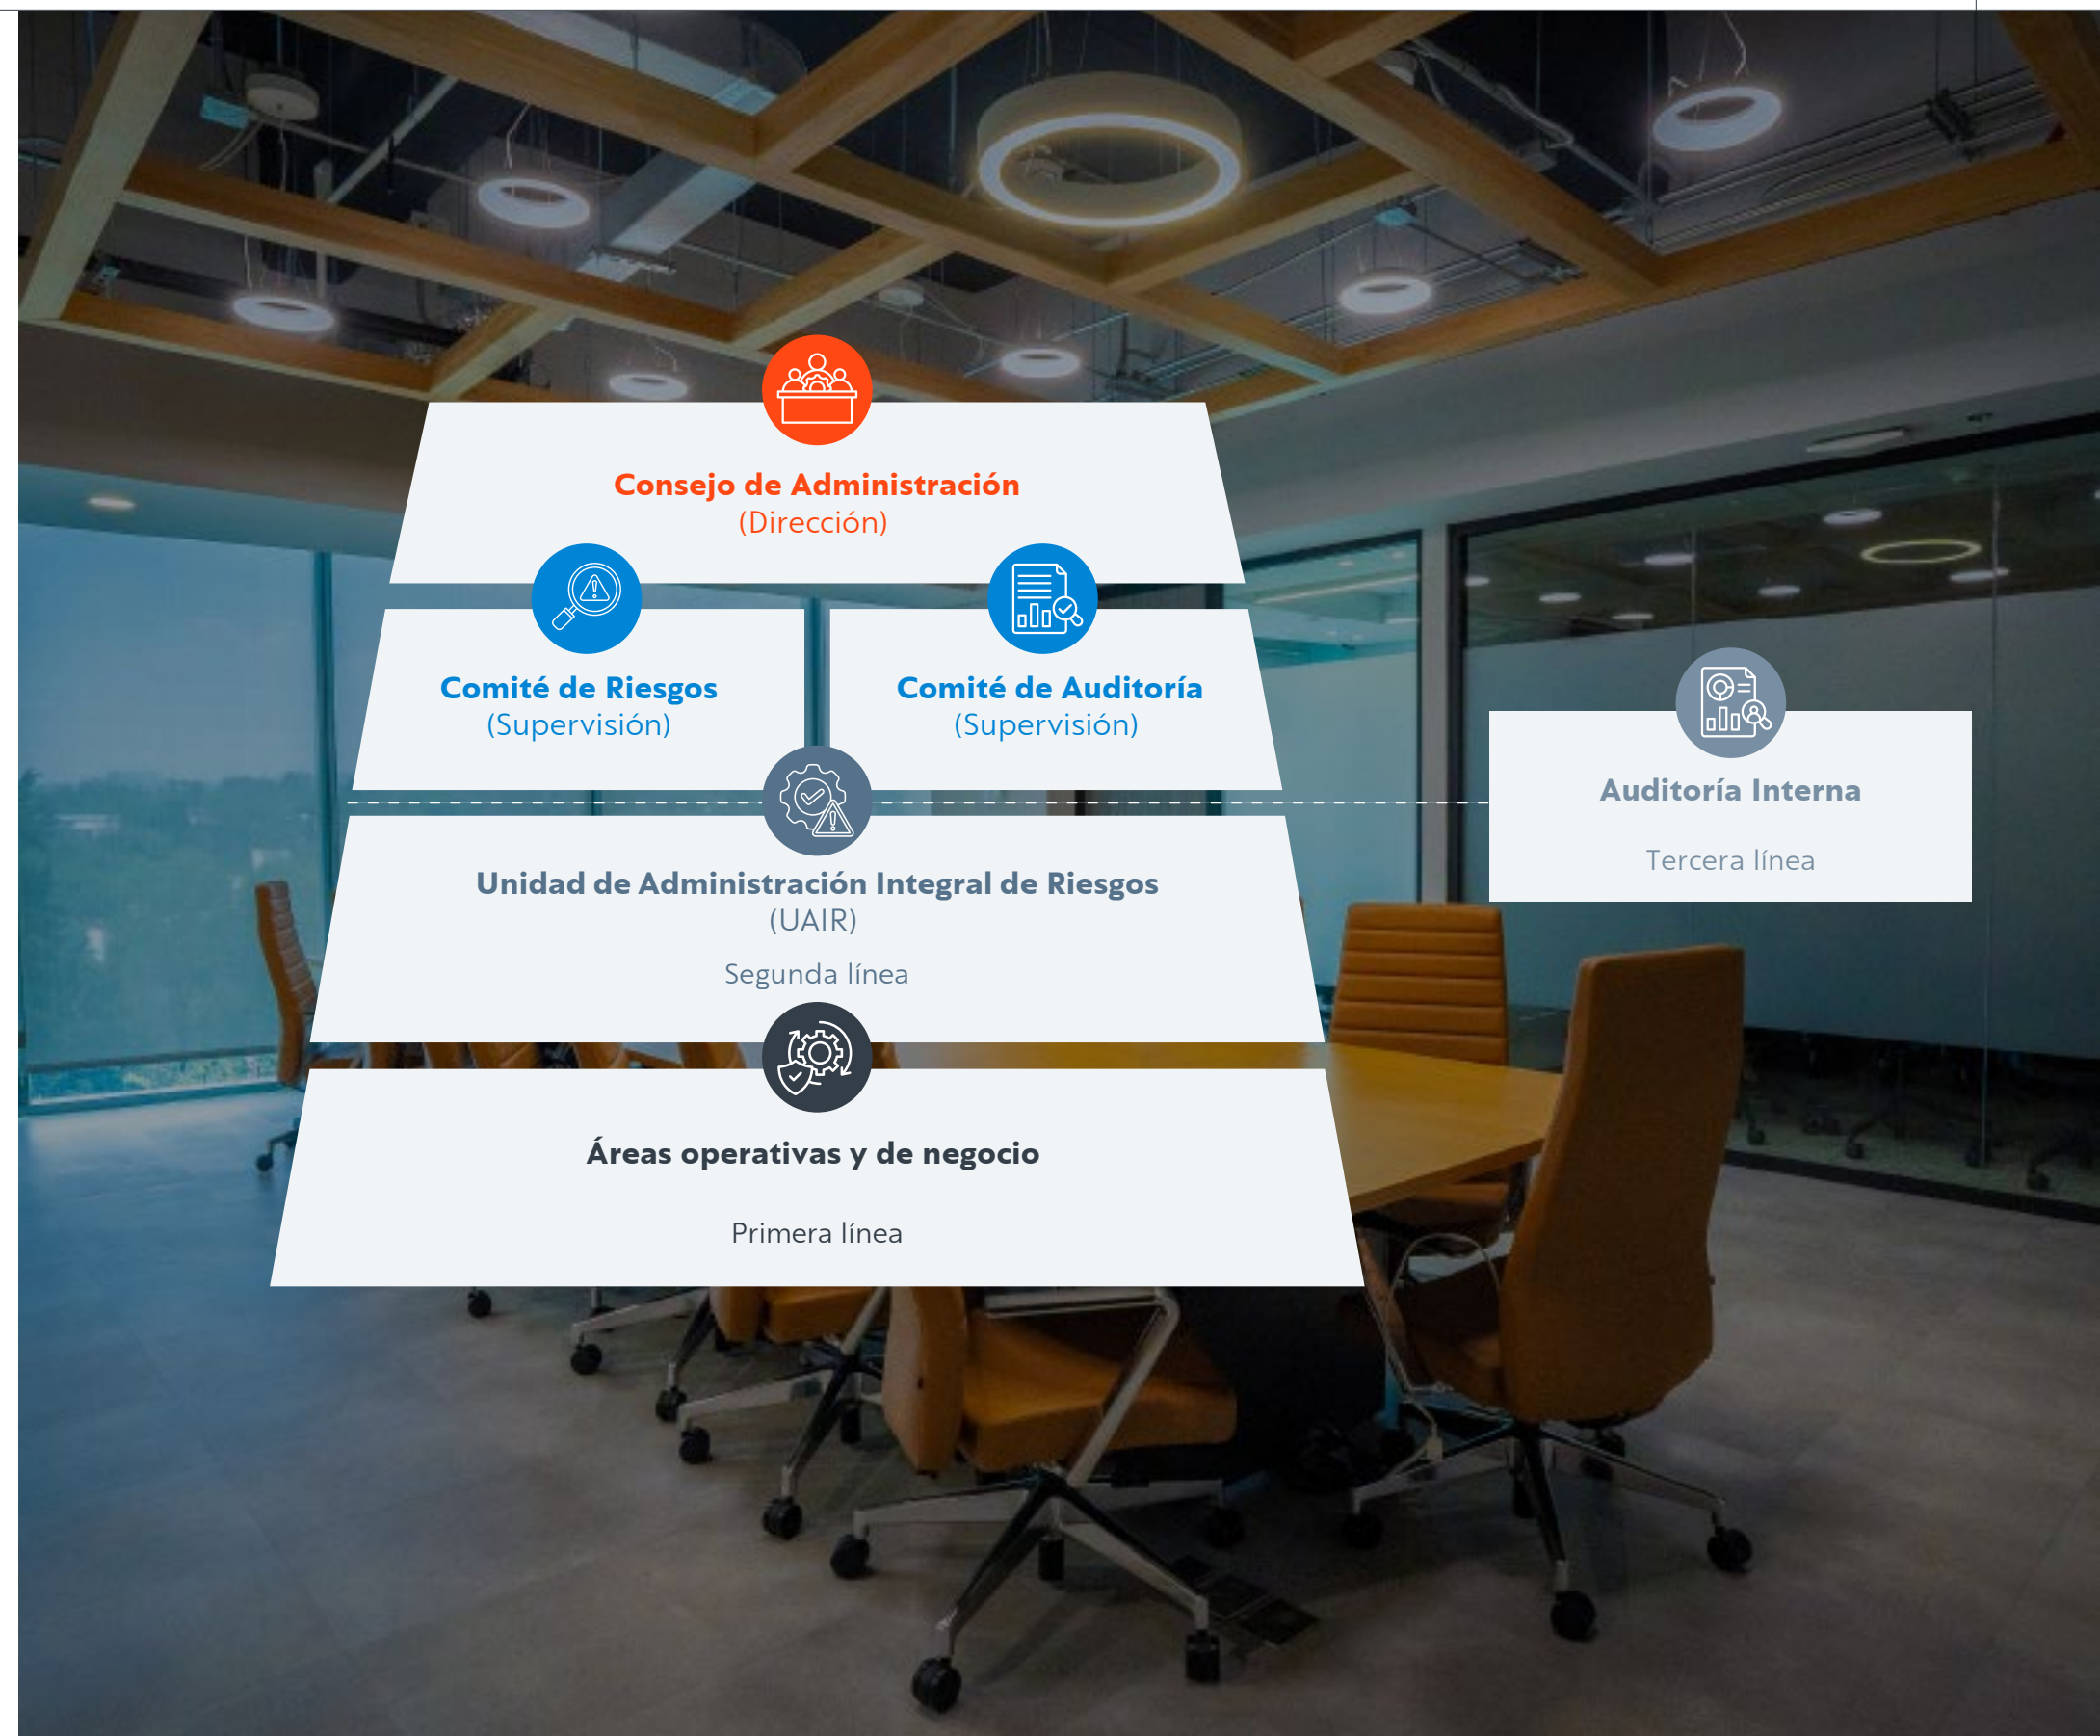 Consejo de Administración
(Dirección)
Comité de Riesgos
(Supervisión)
Comité de Auditoría
(Supervisión)
Auditoría Interna
Tercera línea
Unidad de Administración Integral de Riesgos
(UAIR)
Segunda línea
Áreas operativas y de negocio
Primera línea